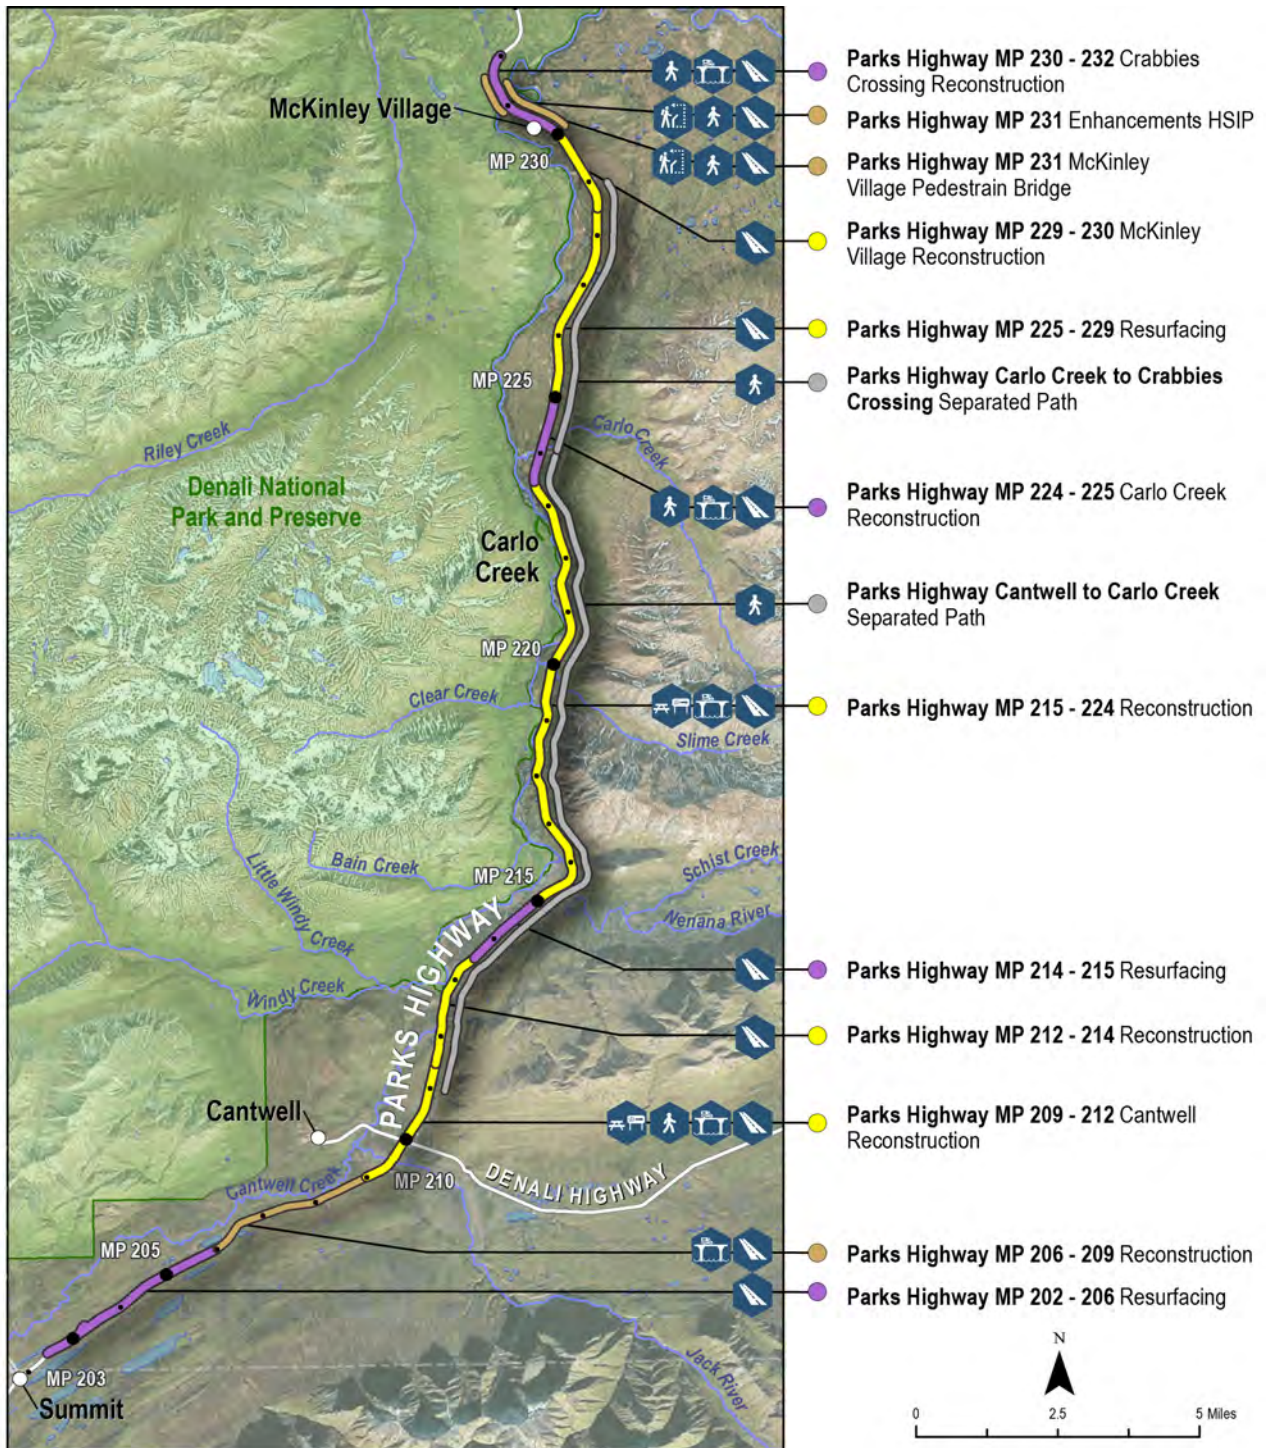 Parks Highway MP 230 - 232 Crabbies
Crossing Reconstruction
Parks Highway MP 231 Enhancements HSIP
Parks Highway MP 231 McKinley
Village Pedestrain Bridge
Parks Highway MP 229 - 230 McKinley
Village Reconstruction
Parks Highway MP 225 - 229 Resurfacing
Parks Highway Carlo Creek to Crabbies
Crossing Separated Path
Parks Highway MP 224 - 225 Carlo Creek
Reconstruction
Parks Highway Cantwell to Carlo Creek
Separated Path
Parks Highway MP 215 - 224 Reconstruction
Parks Highway MP 214 - 215 Resurfacing
Parks Highway MP 212 - 214 Reconstruction
Parks Highway MP 209 - 212 Cantwell
Reconstruction
Parks Highway MP 206 - 209 Reconstruction
Parks Highway MP 202 - 206 Resurfacing
McKinley Village
MP 230
MP 225
Carlo Creek
Riley Creek
Denali National
Park and Preserve
Carlo
Creek
MP 220
Clear Creek
Slime Creek
Bain Creek
MP 215
Schist Creek
Little Windy Creek
Nenana River
PARKS HIGHWAY
Windy Creek
Cantwell
DENALI HIGHWAY
Cantwell Creek
MP 210
MP 205
MP 203
Jack River
Summit
N
0 2.5 5 Miles